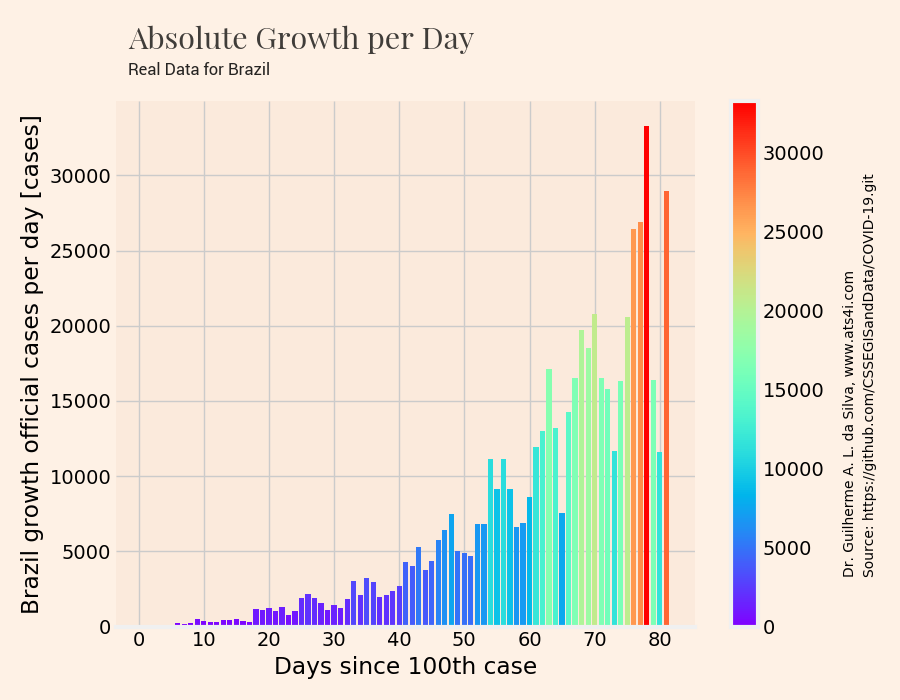 Absolute Growth per Day
Real Data for Brazil
Brazil growth official cases per day [cases]
30000
25000
20000
15000
10000
5000
0
0 10 20 30 40 50 60 70 80
Days since 100th case
30000
25000
20000
15000
10000
5000
0
Dr. Guilherme A. L. da Silva, www.ats4i.com
Source: https://github.com/CSSEGISandData/COVID-19.git